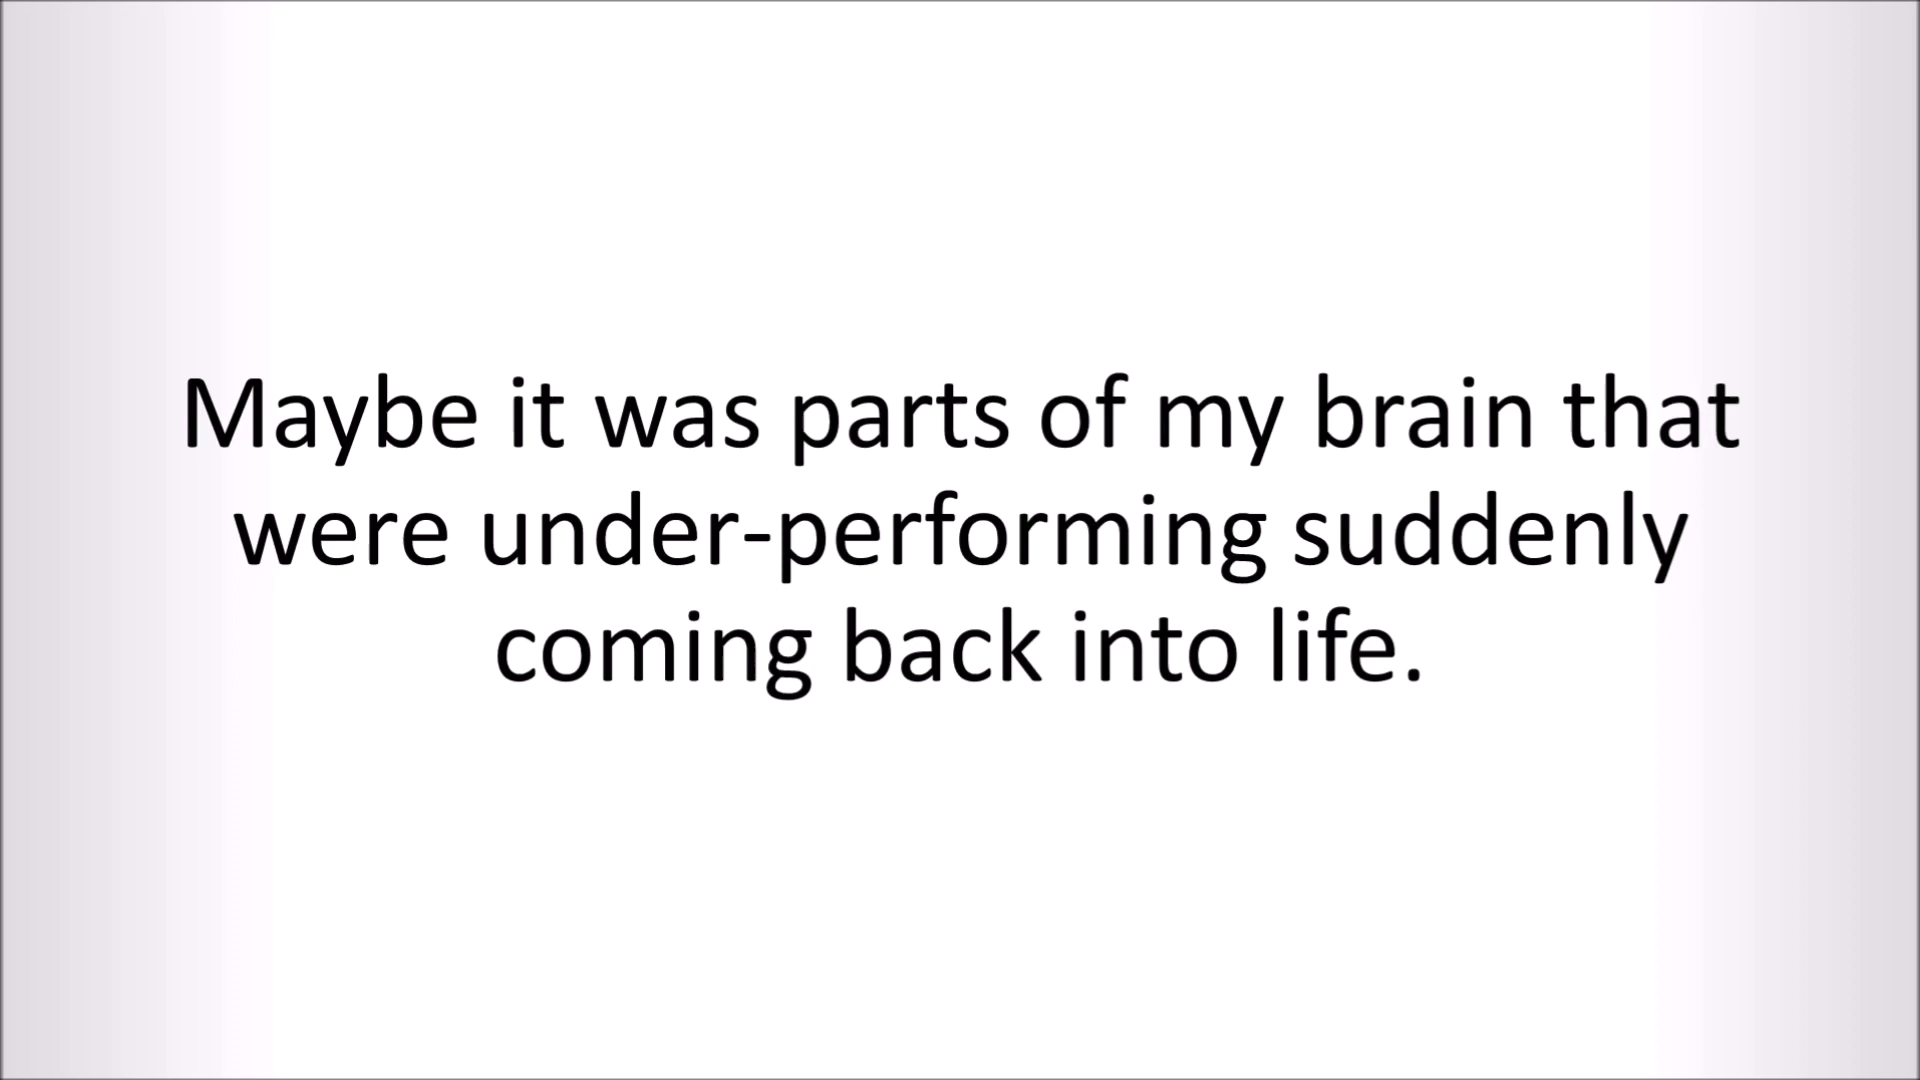 Maybe it was parts of my brain that
were under-performing suddenly
coming back into life.